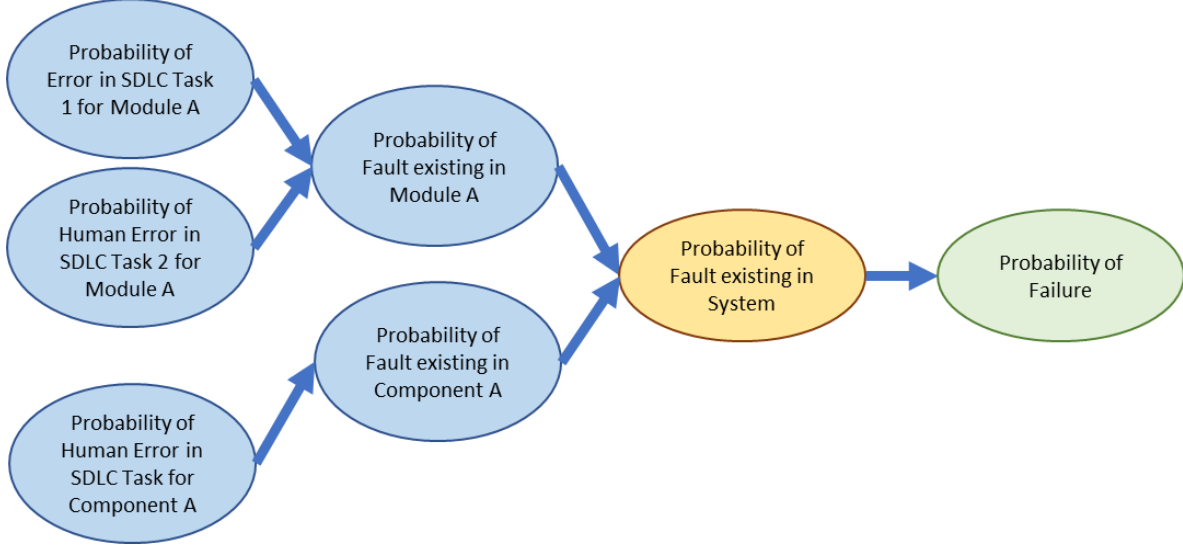 Probability of
Error in SDLC Task
1 for Module A
Probability of
Human Error in
SDLC Task 2 for
Module A
Probability of
Human Error in
SDLC Task for
Component A
Probability of
Fault existing in
Module A
Probability of
Fault existing in
Component A
Probability of
Fault existing in
System
Probability of
Failure